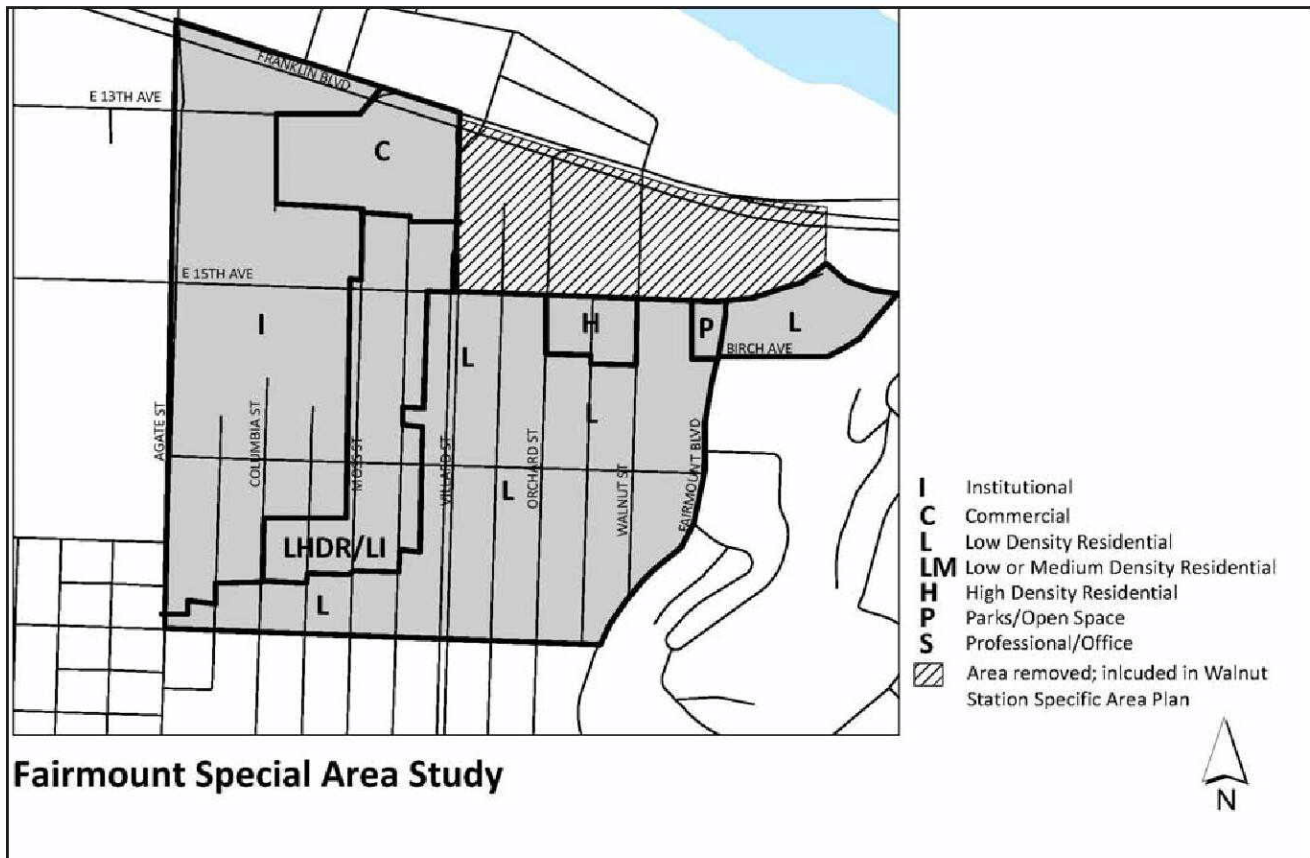 FRANKLIN BLVD
E 13TH AVE
C
E 15TH AVE
I
L
H
P
L
BIRCH AVE
L
AGATE ST
COLUMBIA ST
MOSS ST
VILLARD ST
L
ORCHARD ST
WALNUT ST
FAIRMOUNT BLVD
LHDR/LI
L
I Institutional
C Commercial
L Low Density Residential
LM Low or Medium Density Residential
H High Density Residential
P Parks/Open Space
S Professional/Office
Area removed; inlcuded in Walnut
Station Specific Area Plan
Fairmount Special Area Study
N